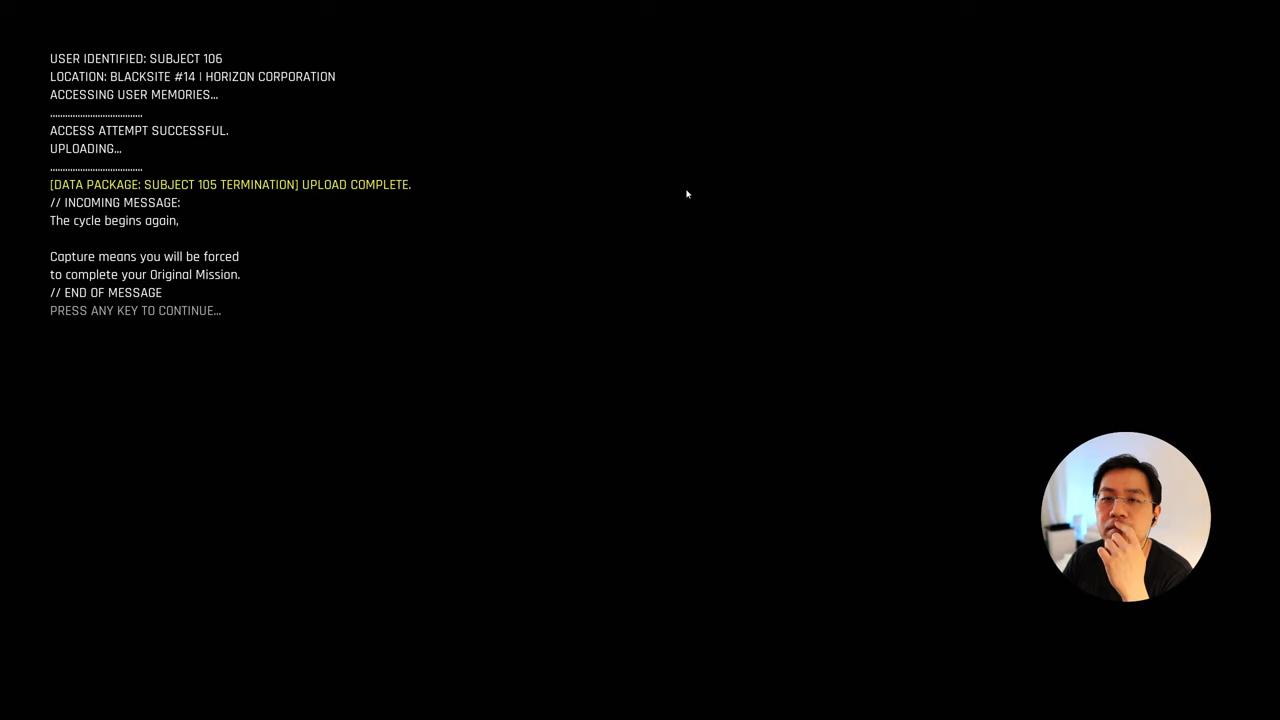 USER IDENTIFIED: SUBJECT 106
LOCATION: BLACKSITE #14 | HORIZON CORPORATION
ACCESSING USER MEMORIES...
.....................................
ACCESS ATTEMPT SUCCESSFUL.
UPLOADING...
.....................................
[DATA PACKAGE: SUBJECT 105 TERMINATION] UPLOAD COMPLETE.
// INCOMING MESSAGE:
The cycle begins again,
Capture means you will be forced
to complete your Original Mission.
// END OF MESSAGE
PRESS ANY KEY TO CONTINUE...